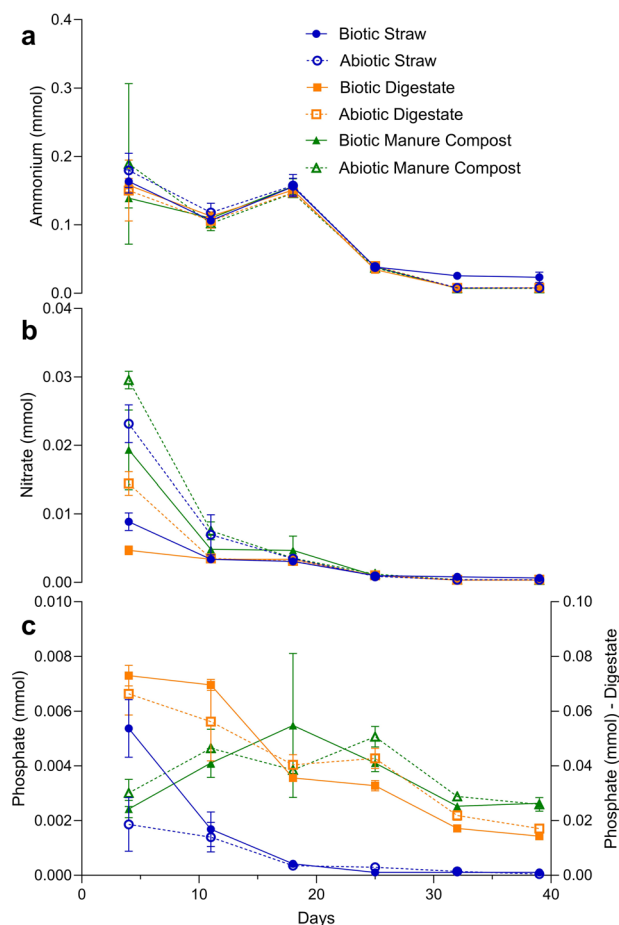 a
0.4
0.3
0.2
0.1
0.0
Ammonium (mmol)
Biotic Straw
Abiotic Straw
Biotic Digestate
Abiotic Digestate
Biotic Manure Compost
Abiotic Manure Compost
b
0.04
0.03
0.02
0.01
0.00
Nitrate (mmol)
c
0.010
0.008
0.006
0.004
0.002
0.000
Phosphate (mmol)
0.10
0.08
0.06
0.04
0.02
0.00
Phosphate (mmol) - Digestate
0 10 20 30 40
Days